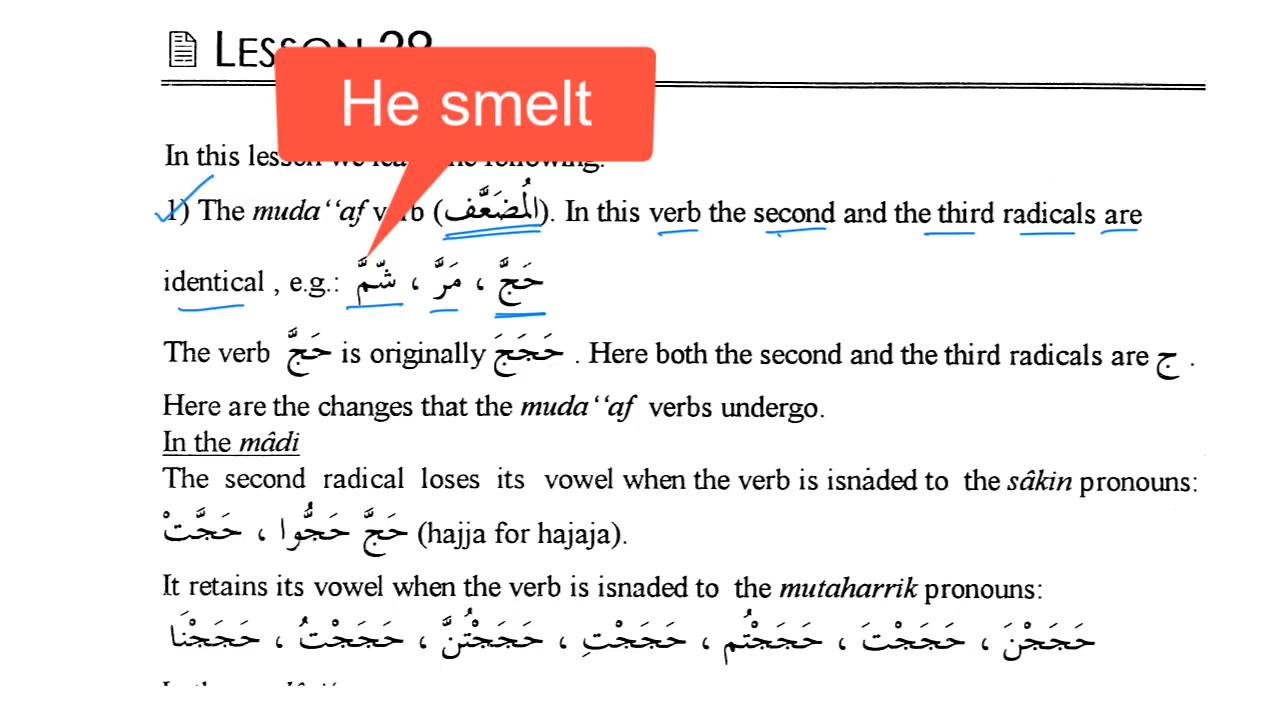 LESSON 28
He smelt
In this lesson we learn the following:
1) The muda‘‘af verb (المُضَعَّف). In this verb the second and the third radicals are
identical , e.g.: حَجَّ ، مَرَّ ، شّمَّ
The verb حَجَّ is originally حَجَجَ . Here both the second and the third radicals are ج .
Here are the changes that the muda‘‘af verbs undergo.
In the mâdi
The second radical loses its vowel when the verb is isnaded to the sâkin pronouns:
حَجَّ حَجُّوا ، حَجَّتْ (hajja for hajaja).
It retains its vowel when the verb is isnaded to the mutaharrik pronouns:
حَجَجْنَ ، حَجَجْتَ ، حَجَجْتُم ، حَجَجْتِ ، حَجَجْتُنَّ ، حَجَجْتُ ، حَجَجْنَا